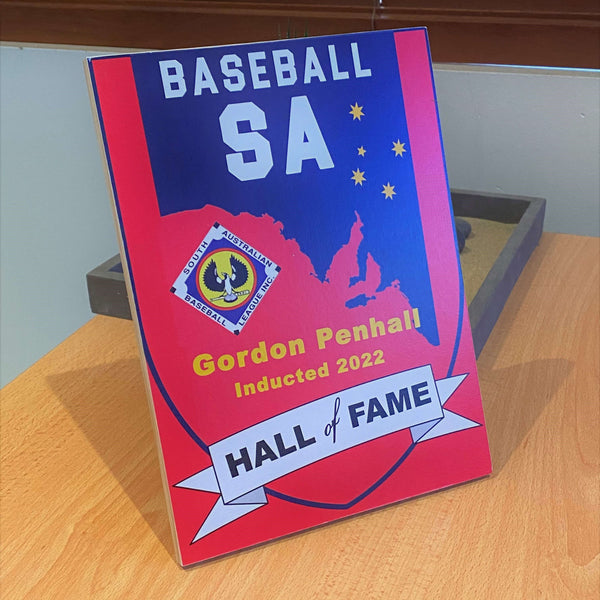 BASEBALL
SA
SOUTH AUSTRALIAN
BASEBALL LEAGUE INC.
Gordon Penhall
Inducted 2022
HALL of FAME